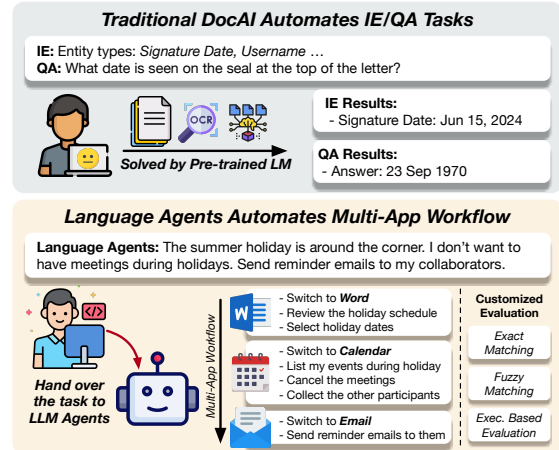 Traditional DocAI Automates IE/QA Tasks
IE: Entity types: Signature Date, Username ...
QA: What date is seen on the seal at the top of the letter?
OCR
Solved by Pre-trained LM
IE Results:
- Signature Date: Jun 15, 2024
QA Results:
- Answer: 23 Sep 1970
Language Agents Automates Multi-App Workflow
Language Agents: The summer holiday is around the corner. I don't want to
have meetings during holidays. Send reminder emails to my collaborators.
</>
Hand over
the task to
LLM Agents
Multi-App Workflow
W
- Switch to Word
- Review the holiday schedule
- Select holiday dates
- Switch to Calendar
- List my events during holiday
- Cancel the meetings
- Collect the other participants
- Switch to Email
- Send reminder emails to them
Customized
Evaluation
Exact
Matching
Fuzzy
Matching
Exec. Based
Evaluation